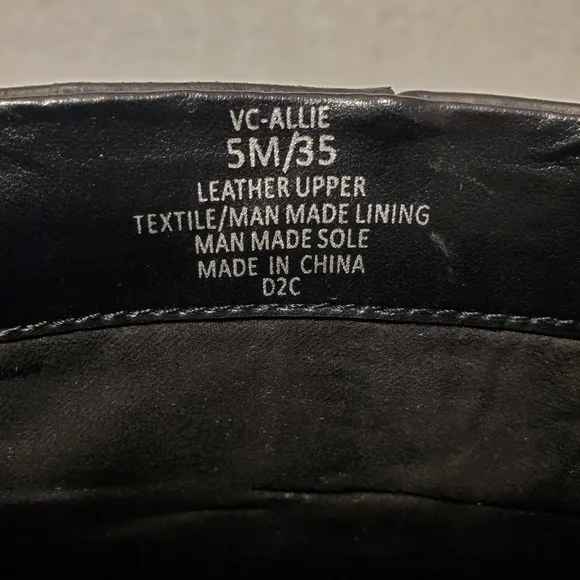 VC-ALLIE
5M/35
LEATHER UPPER
TEXTILE/MAN MADE LINING
MAN MADE SOLE
MADE IN CHINA
D2C